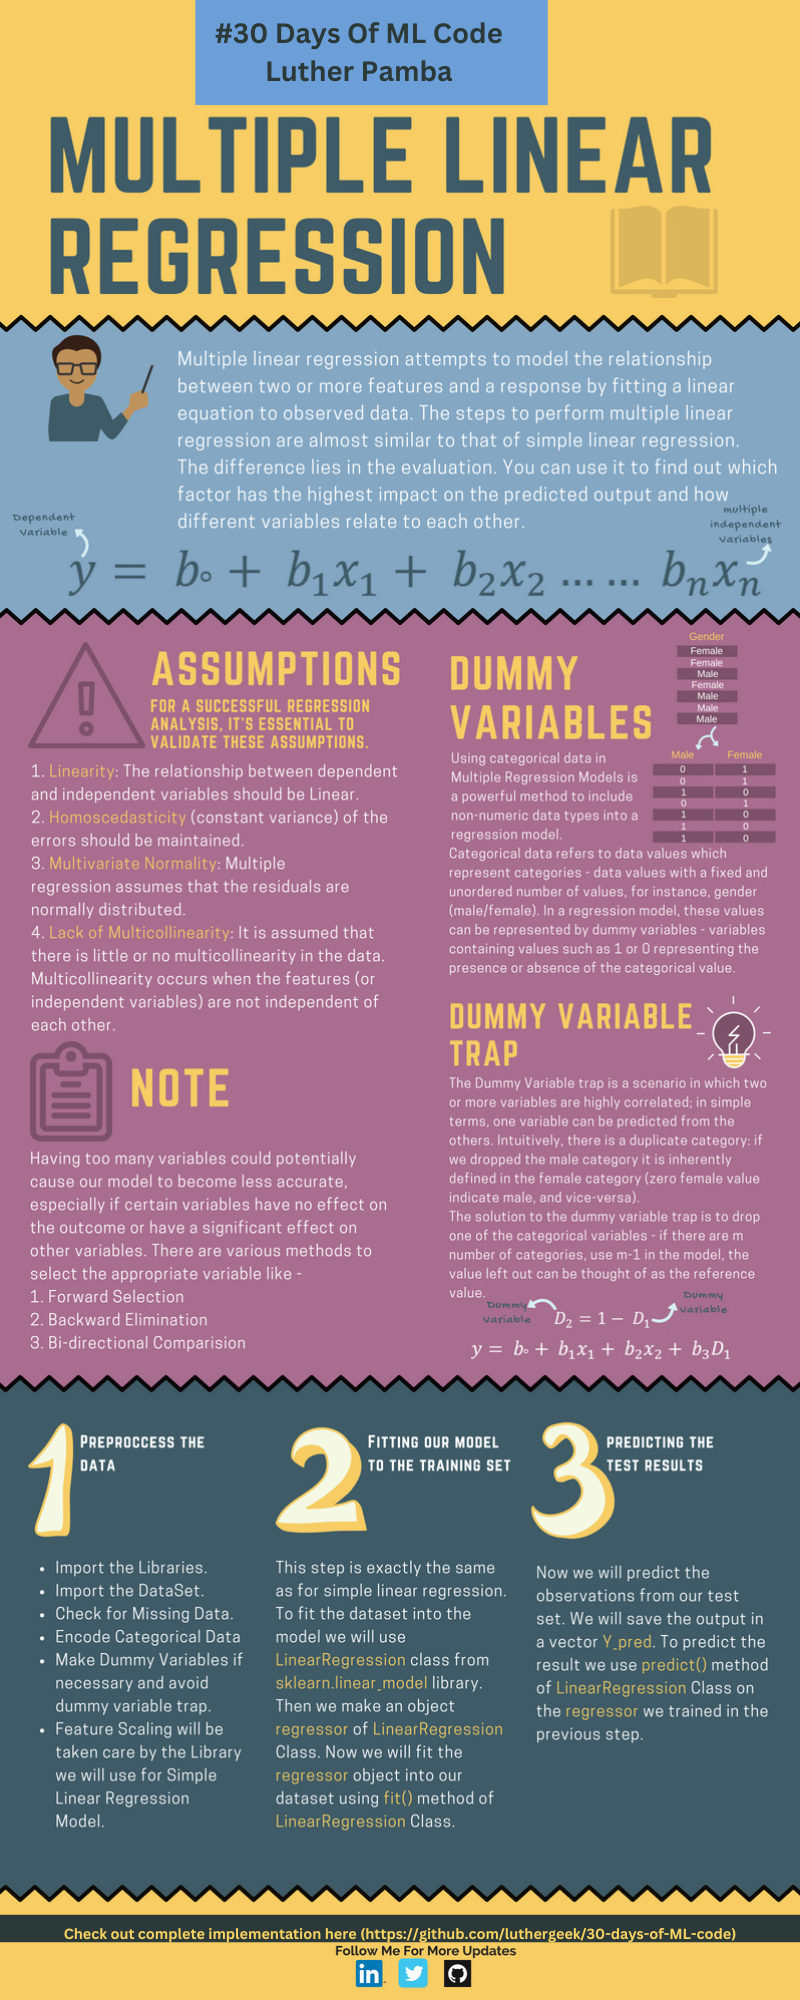 #30 Days Of ML Code
Luther Pamba
MULTIPLE LINEAR
REGRESSION
Multiple linear regression attempts to model the relationship
between two or more features and a response by fitting a linear
equation to observed data. The steps to perform multiple linear
regression are almost similar to that of simple linear regression.
The difference lies in the evaluation. You can use it to find out which
factor has the highest impact on the predicted output and how
different variables relate to each other.
Dependent
Variable
multiple
independent
Variables
y = b₀ + b₁x₁ + b₂x₂ ... ... bₙxₙ
ASSUMPTIONS
FOR A SUCCESSFUL REGRESSION
ANALYSIS, IT'S ESSENTIAL TO
VALIDATE THESE ASSUMPTIONS.
1. Linearity: The relationship between dependent
and independent variables should be Linear.
2. Homoscedasticity (constant variance) of the
errors should be maintained.
3. Multivariate Normality: Multiple
regression assumes that the residuals are
normally distributed.
4. Lack of Multicollinearity: It is assumed that
there is little or no multicollinearity in the data.
Multicollinearity occurs when the features (or
independent variables) are not independent of
each other.
NOTE
Having too many variables could potentially
cause our model to become less accurate,
especially if certain variables have no effect on
the outcome or have a significant effect on
other variables. There are various methods to
select the appropriate variable like -
1. Forward Selection
2. Backward Elimination
3. Bi-directional Comparision
DUMMY
VARIABLES
Gender
Female
Female
Male
Female
Male
Male
Male
Male Female
0 1
0 1
1 0
0 1
1 0
1 0
1 0
Using categorical data in
Multiple Regression Models is
a powerful method to include
non-numeric data types into a
regression model.
Categorical data refers to data values which
represent categories - data values with a fixed and
unordered number of values, for instance, gender
(male/female). In a regression model, these values
can be represented by dummy variables - variables
containing values such as 1 or 0 representing the
presence or absence of the categorical value.
DUMMY VARIABLE
TRAP
The Dummy Variable trap is a scenario in which two
or more variables are highly correlated; in simple
terms, one variable can be predicted from the
others. Intuitively, there is a duplicate category: if
we dropped the male category it is inherently
defined in the female category (zero female value
indicate male, and vice-versa).
The solution to the dummy variable trap is to drop
one of the categorical variables - if there are m
number of categories, use m-1 in the model, the
value left out can be thought of as the reference
value.
Dummy
Variable
D₂ = 1 − D₁
Dummy
Variable
y = b₀ + b₁x₁ + b₂x₂ + b₃D₁
1
PREPROCCESS THE
DATA
• Import the Libraries.
• Import the DataSet.
• Check for Missing Data.
• Encode Categorical Data
• Make Dummy Variables if
necessary and avoid
dummy variable trap.
• Feature Scaling will be
taken care by the Library
we will use for Simple
Linear Regression
Model.
2
FITTING OUR MODEL
TO THE TRAINING SET
This step is exactly the same
as for simple linear regression.
To fit the dataset into the
model we will use
LinearRegression class from
sklearn.linear_model library.
Then we make an object
regressor of LinearRegression
Class. Now we will fit the
regressor object into our
dataset using fit() method of
LinearRegression Class.
3
PREDICTING THE
TEST RESULTS
Now we will predict the
observations from our test
set. We will save the output in
a vector Y_pred. To predict the
result we use predict() method
of LinearRegression Class on
the regressor we trained in the
previous step.
Check out complete implementation here (https://github.com/luthergeek/30-days-of-ML-code)
Follow Me For More Updates
in